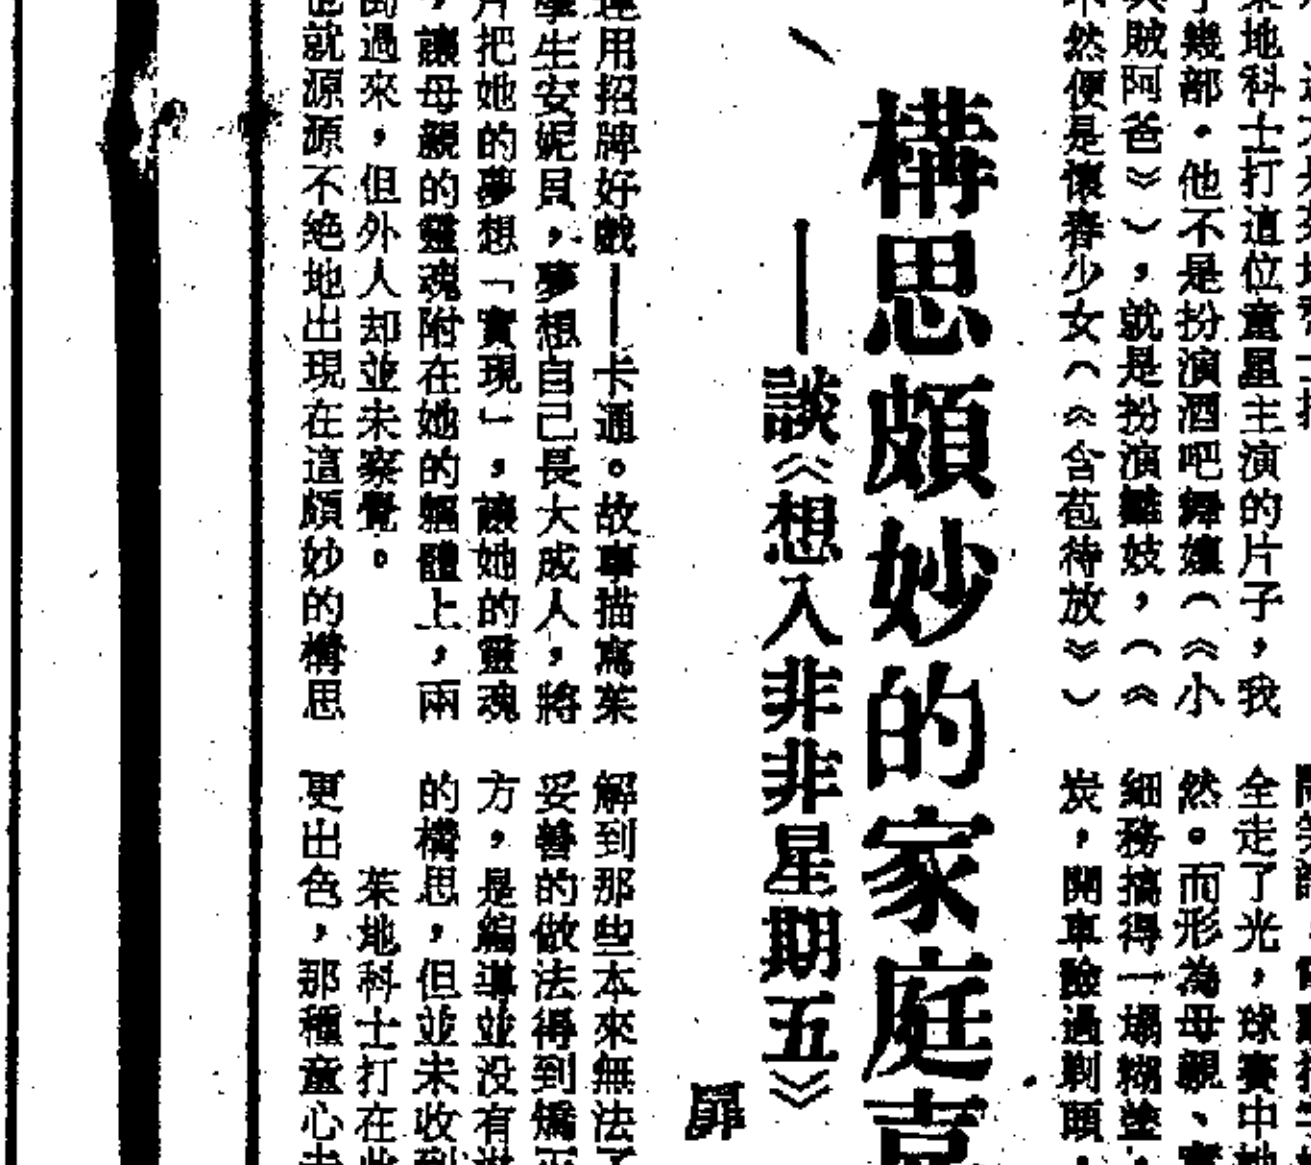 地科士打這位童星主演的片子，我
幾部。他不是扮演酒吧舞孃（《小
賊阿爸》），就是扮演雛妓，（《
然便是懷春少女（《含苞待放》）
全走了光，球賽中她
然。而形為母親、
細務搞得一塌糊塗，
炭，開車險過剃頭，
構思頗妙的家庭喜
——談《想入非非星期五》
用招牌好戲——卡通。故事描寫茱
學生安妮貝，夢想自己長大成人，將
片把她的夢想「實現」，讓她的靈魂
，讓母親的靈魂附在她的軀體上，兩
過來，但外人却並未察覺。
也就源源不絕地出現在這頗妙的構思
解到那些本來無法了
妥善的做法得到矯正
方，是編導並没有
的構思，但並未收到
茱地科士打在此
更出色，那種童心未